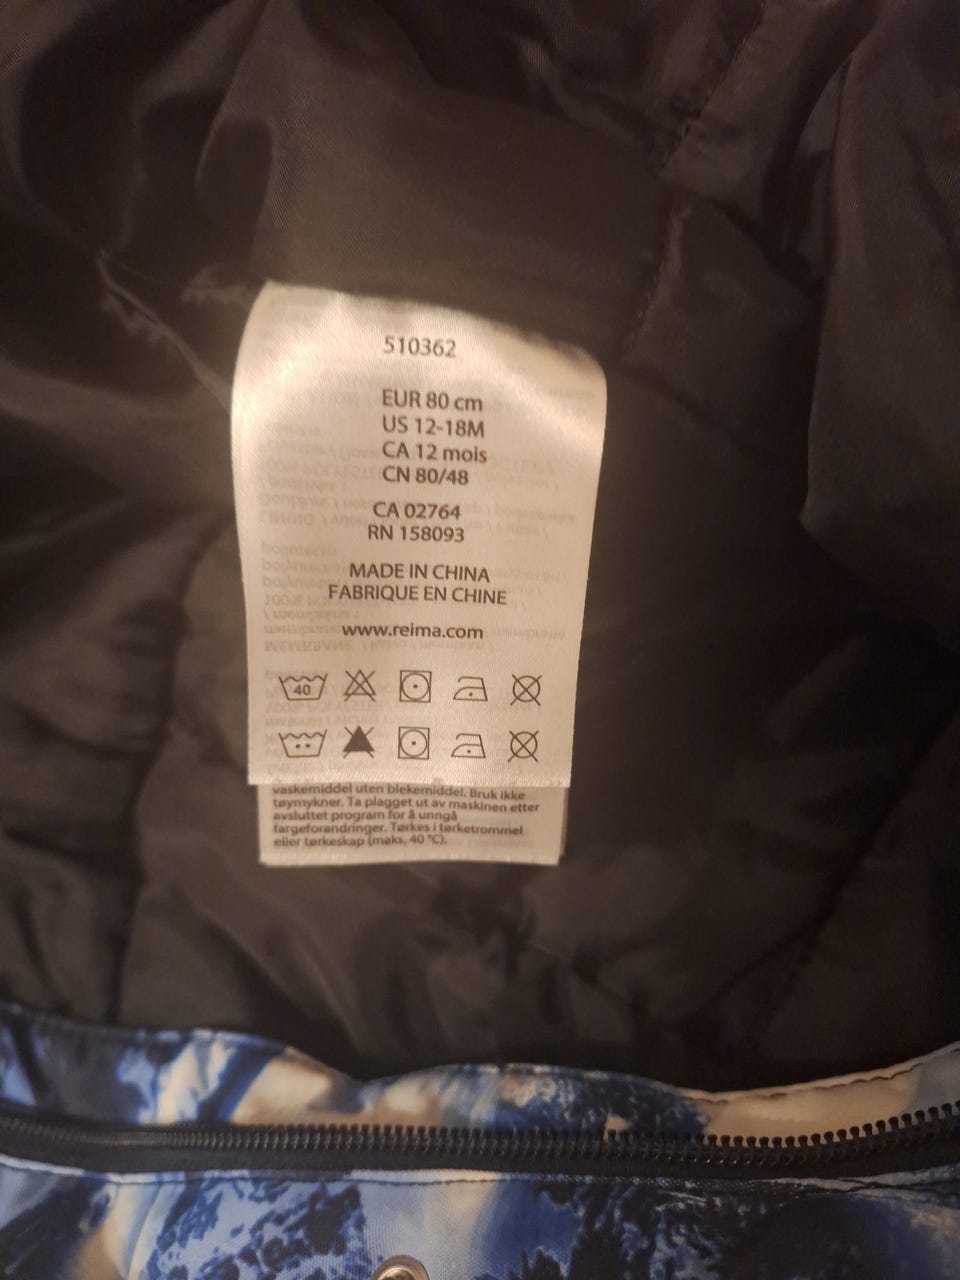 510362
EUR 80 cm
US 12-18M
CA 12 mois
CN 80/48
CA 02764
RN 158093
MADE IN CHINA
FABRIQUE EN CHINE
www.reima.com
40
vaskemiddel uten blekemiddel. Bruk ikke
tøymykner. Ta plagget ut av maskinen etter
avsluttet program for å unngå
fargeforandringer. Tørkes i tørketrommel
eller tørkeskap (maks. 40 °C).